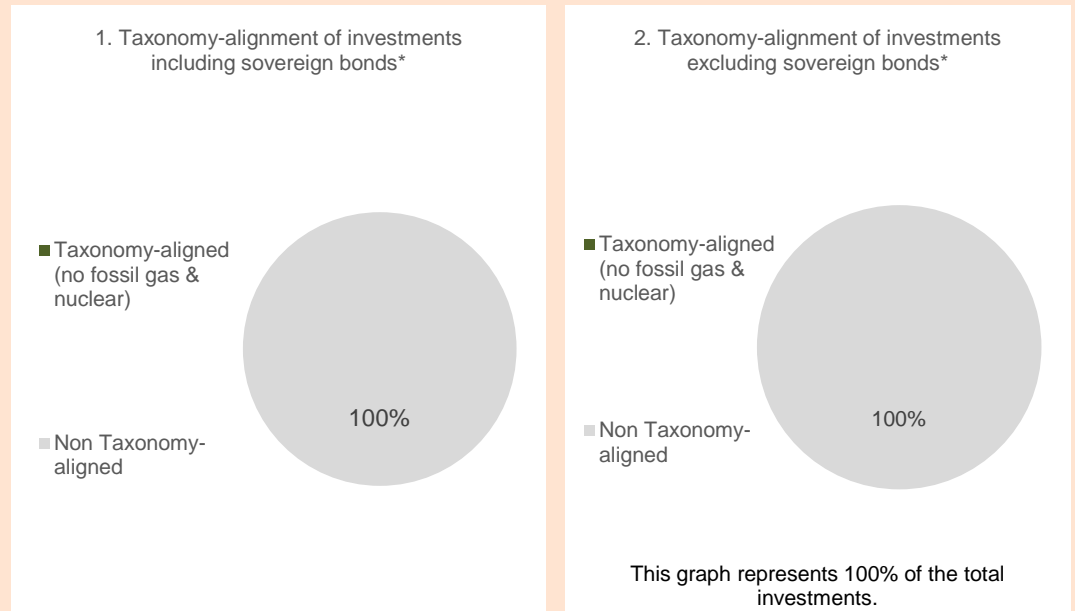 1. Taxonomy-alignment of investments
including sovereign bonds*
Taxonomy-aligned
(no fossil gas &
nuclear)
Non Taxonomy-
aligned
100%
2. Taxonomy-alignment of investments
excluding sovereign bonds*
Taxonomy-aligned
(no fossil gas &
nuclear)
Non Taxonomy-
aligned
100%
This graph represents 100% of the total
investments.